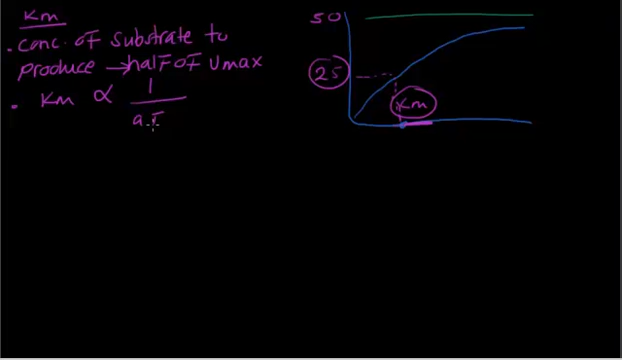 Km
• Conc. of substrate to
produce → half of Vmax
• Km ∝ 1
a.f
50
25
Km